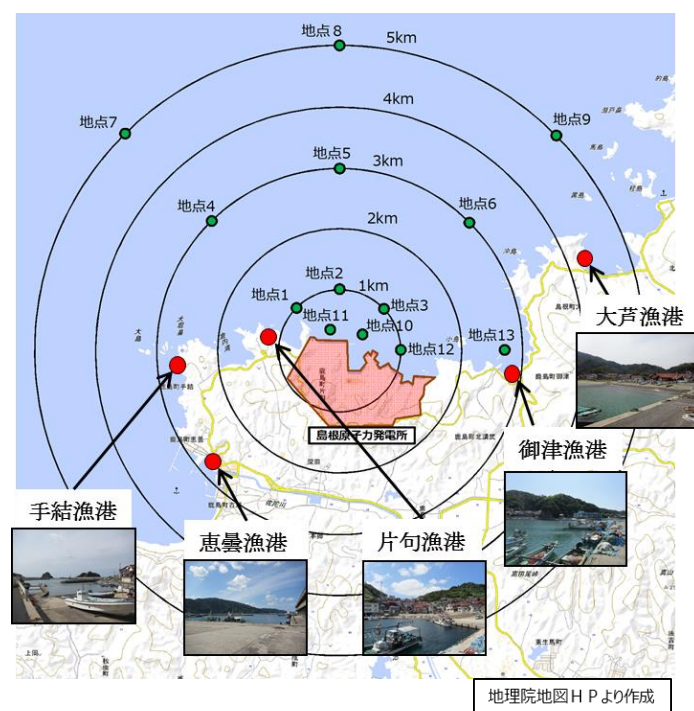 地点8
5km
4km
地点7
地点9
地点5
3km
地点4
地点6
2km
地点2
1km
地点1
地点3
地点11
地点10
地点12
地点13
大島
小島
大芦漁港
島根原子力発電所
御津漁港
手結漁港
恵曇漁港
片句漁港
地理院地図HPより作成